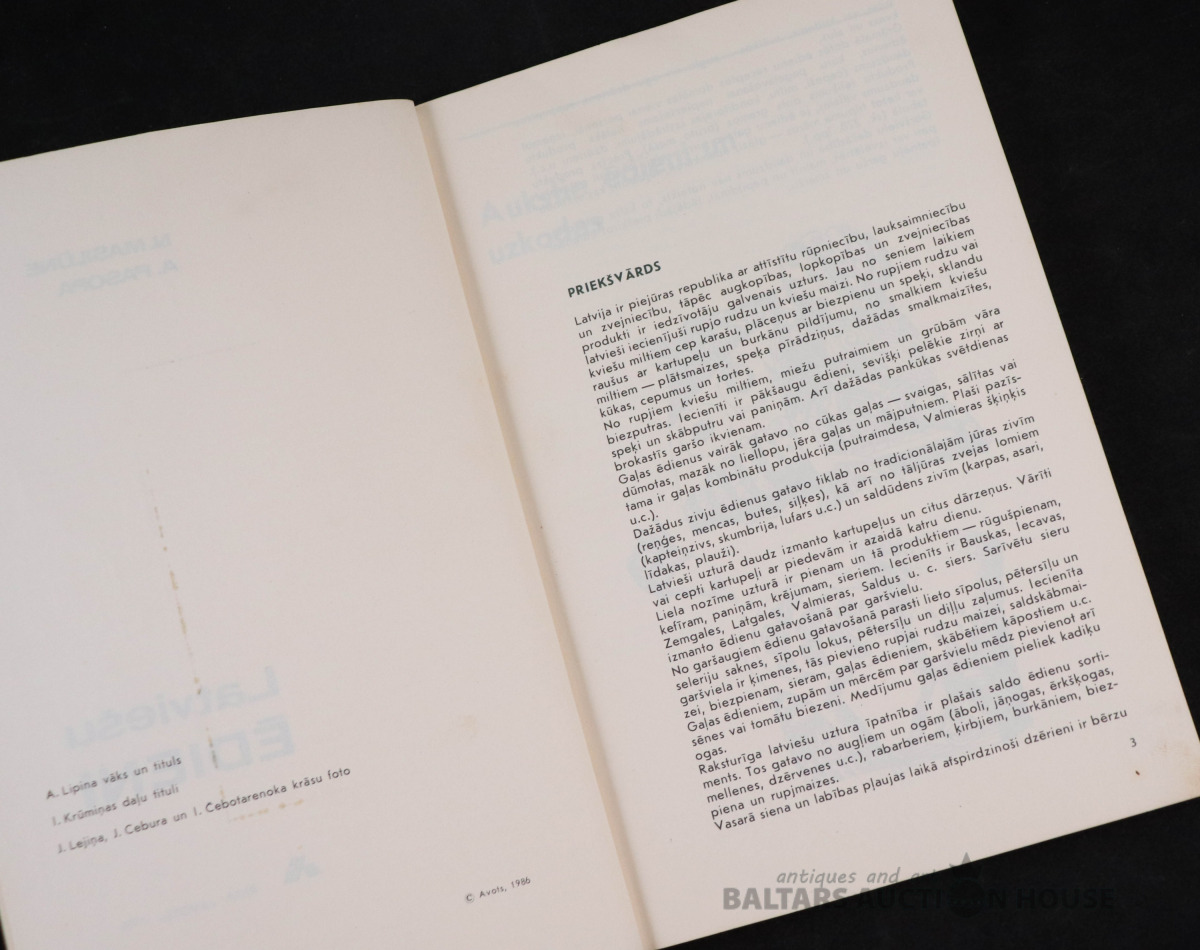 A. Lipina vāks un tituls
I. Krūmiņas daļu tituli
J. Lejiņa, J. Cebura un I. Čebotarenoka krāsu foto
© Avots, 1986
PRIEKŠVĀRDS
Latvija ir piejūras republika ar attīstītu rūpniecību, lauksaimniecību
un zvejniecību, tāpēc augkopības, lopkopības un zvejniecības
produkti ir iedzīvotāju galvenais uzturs. Jau no seniem laikiem
latvieši iecienījuši rupjo rudzu un kviešu maizi. No rupjiem rudzu vai
kviešu miltiem cep karašu, plāceņus ar biezpienu un speķi, sklandu
raušus ar kartupeļu un burkānu pildījumu, no smalkiem kviešu
miltiem — plātsmaizes, speķa pīrādziņus, dažādas smalkmaizītes,
kūkas, cepumus un tortes.
No rupjiem kviešu miltiem, miežu putraimiem un grūbām vāra
biezputras. Iecienīti ir pākšaugu ēdieni, sevišķi pelēkie zirņi ar
speķi un skābputru vai paniņām. Arī dažādas pankūkas svētdienas
brokastīs garšo ikvienam.
Gaļas ēdienus vairāk gatavo no cūkas gaļas — svaigas, sālītas vai
dūmotas, mazāk no liellopu, jēra gaļas un mājputniem. Plaši pazīs-
tama ir gaļas kombinātu produkcija (putraimdesa, Valmieras šķiņķis
u.c.).
Dažādus zivju ēdienus gatavo tiklab no tradicionālajām jūras zivīm
(reņģes, mencas, butes, siļķes), kā arī no tāljūras zvejas lomiem
(kapteiņzivs, skumbrija, lufars u.c.) un saldūdens zivīm (karpas, asari,
līdakas, plauži).
Latvieši uzturā daudz izmanto kartupeļus un citus dārzeņus. Vārīti
vai cepti kartupeļi ar piedevām ir azaidā katru dienu.
Liela nozīme uzturā ir pienam un tā produktiem — rūgušpienam,
kefīram, paniņām, krējumam, sieriem. Iecienīts ir Bauskas, Iecavas,
Zemgales, Latgales, Valmieras, Saldus u. c. siers. Sarīvētu sieru
izmanto ēdienu gatavošanā par garšvielu.
No garšaugiem ēdienu gatavošanā parasti lieto sīpolus, pētersīļu un
seleriju saknes, sīpolu lokus, pētersīļu un diļļu zaļumus. Iecienīta
garšviela ir ķimenes, tās pievieno rupjai rudzu maizei, saldskābmai-
zei, biezpienam, sieram, gaļas ēdieniem, skābētiem kāpostiem u.c.
Gaļas ēdieniem, zupām un mērcēm par garšvielu mēdz pievienot arī
sēnes vai tomātu biezeni. Medījumu gaļas ēdieniem pieliek kadiķu
ogas.
Raksturīga latviešu uztura īpatnība ir plašais saldo ēdienu sorti-
ments. Tos gatavo no augļiem un ogām (āboli, jāņogas, ērkšķogas,
mellenes, dzērvenes u.c.), rabarberiem, ķirbjiem, burkāniem, biez-
piena un rupjmaizes.
Vasarā siena un labības pļaujas laikā atspirdzinoši dzērieni ir bērzu
3
antiques and art
BALTARS AUCTION HOUSE